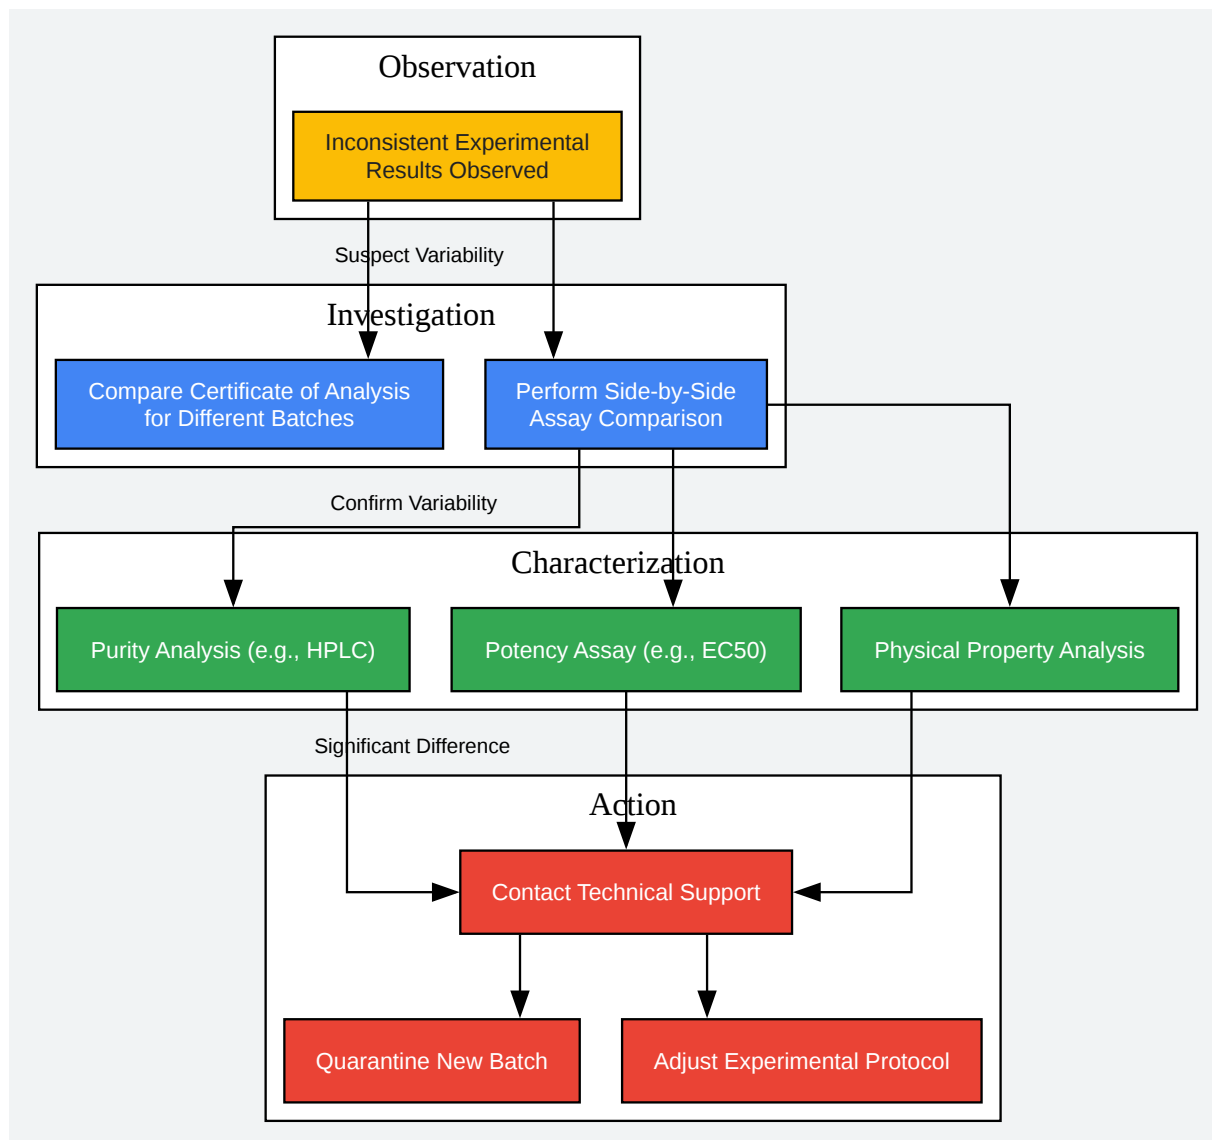 Observation
Inconsistent Experimental
Results Observed
Suspect Variability
Investigation
Compare Certificate of Analysis
for Different Batches
Perform Side-by-Side
Assay Comparison
Confirm Variability
Characterization
Purity Analysis (e.g., HPLC)
Potency Assay (e.g., EC50)
Physical Property Analysis
Significant Difference
Action
Contact Technical Support
Quarantine New Batch
Adjust Experimental Protocol